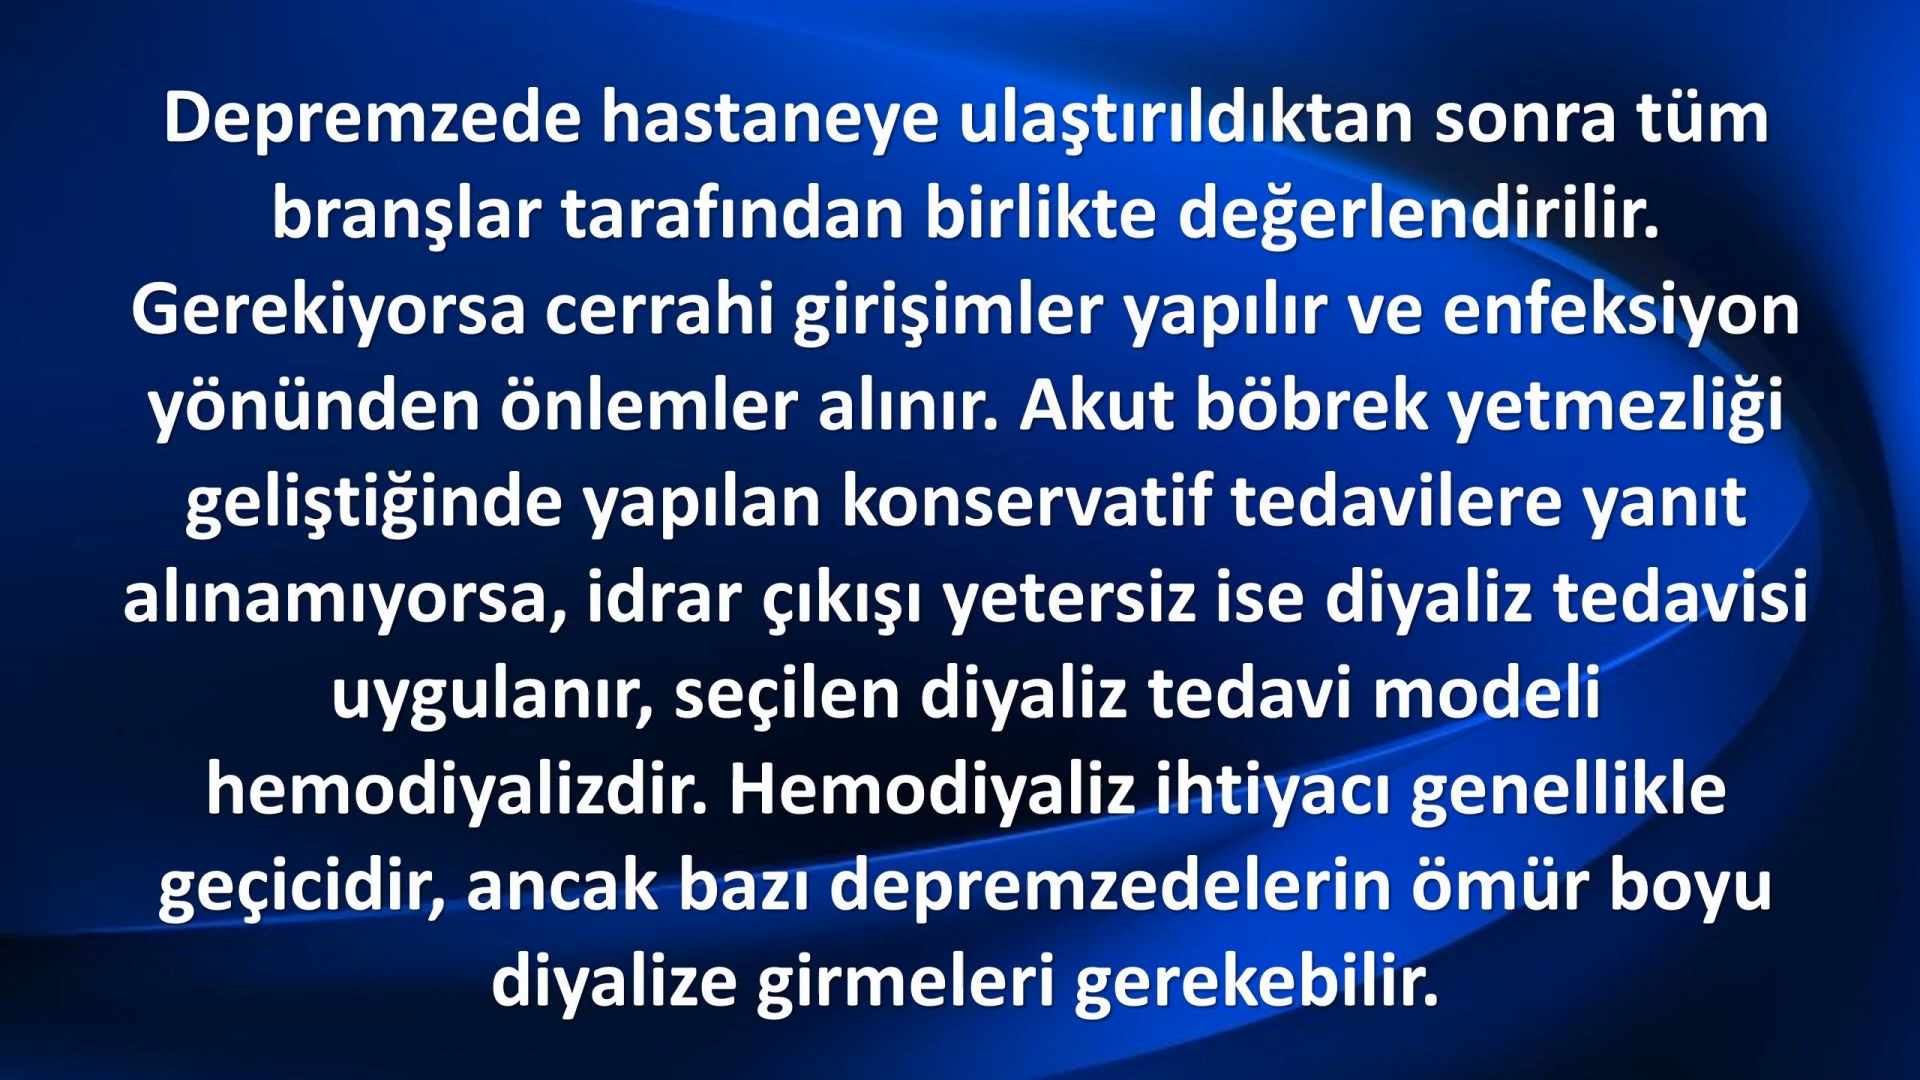 Depremzede hastaneye ulaştırıldıktan sonra tüm
branşlar tarafından birlikte değerlendirilir.
Gerekiyorsa cerrahi girişimler yapılır ve enfeksiyon
yönünden önlemler alınır. Akut böbrek yetmezliği
geliştiğinde yapılan konservatif tedavilere yanıt
alınamıyorsa, idrar çıkışı yetersiz ise diyaliz tedavisi
uygulanır, seçilen diyaliz tedavi modeli
hemodiyalizdir. Hemodiyaliz ihtiyacı genellikle
geçicidir, ancak bazı depremzedelerin ömür boyu
diyalize girmeleri gerekebilir.